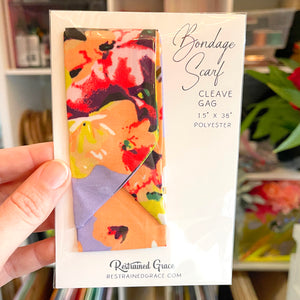 Bondage
Scarf
CLEAVE
GAG
1.5" x 38"
POLYESTER
Restrained Grace
RESTRAINEDGRACE.COM